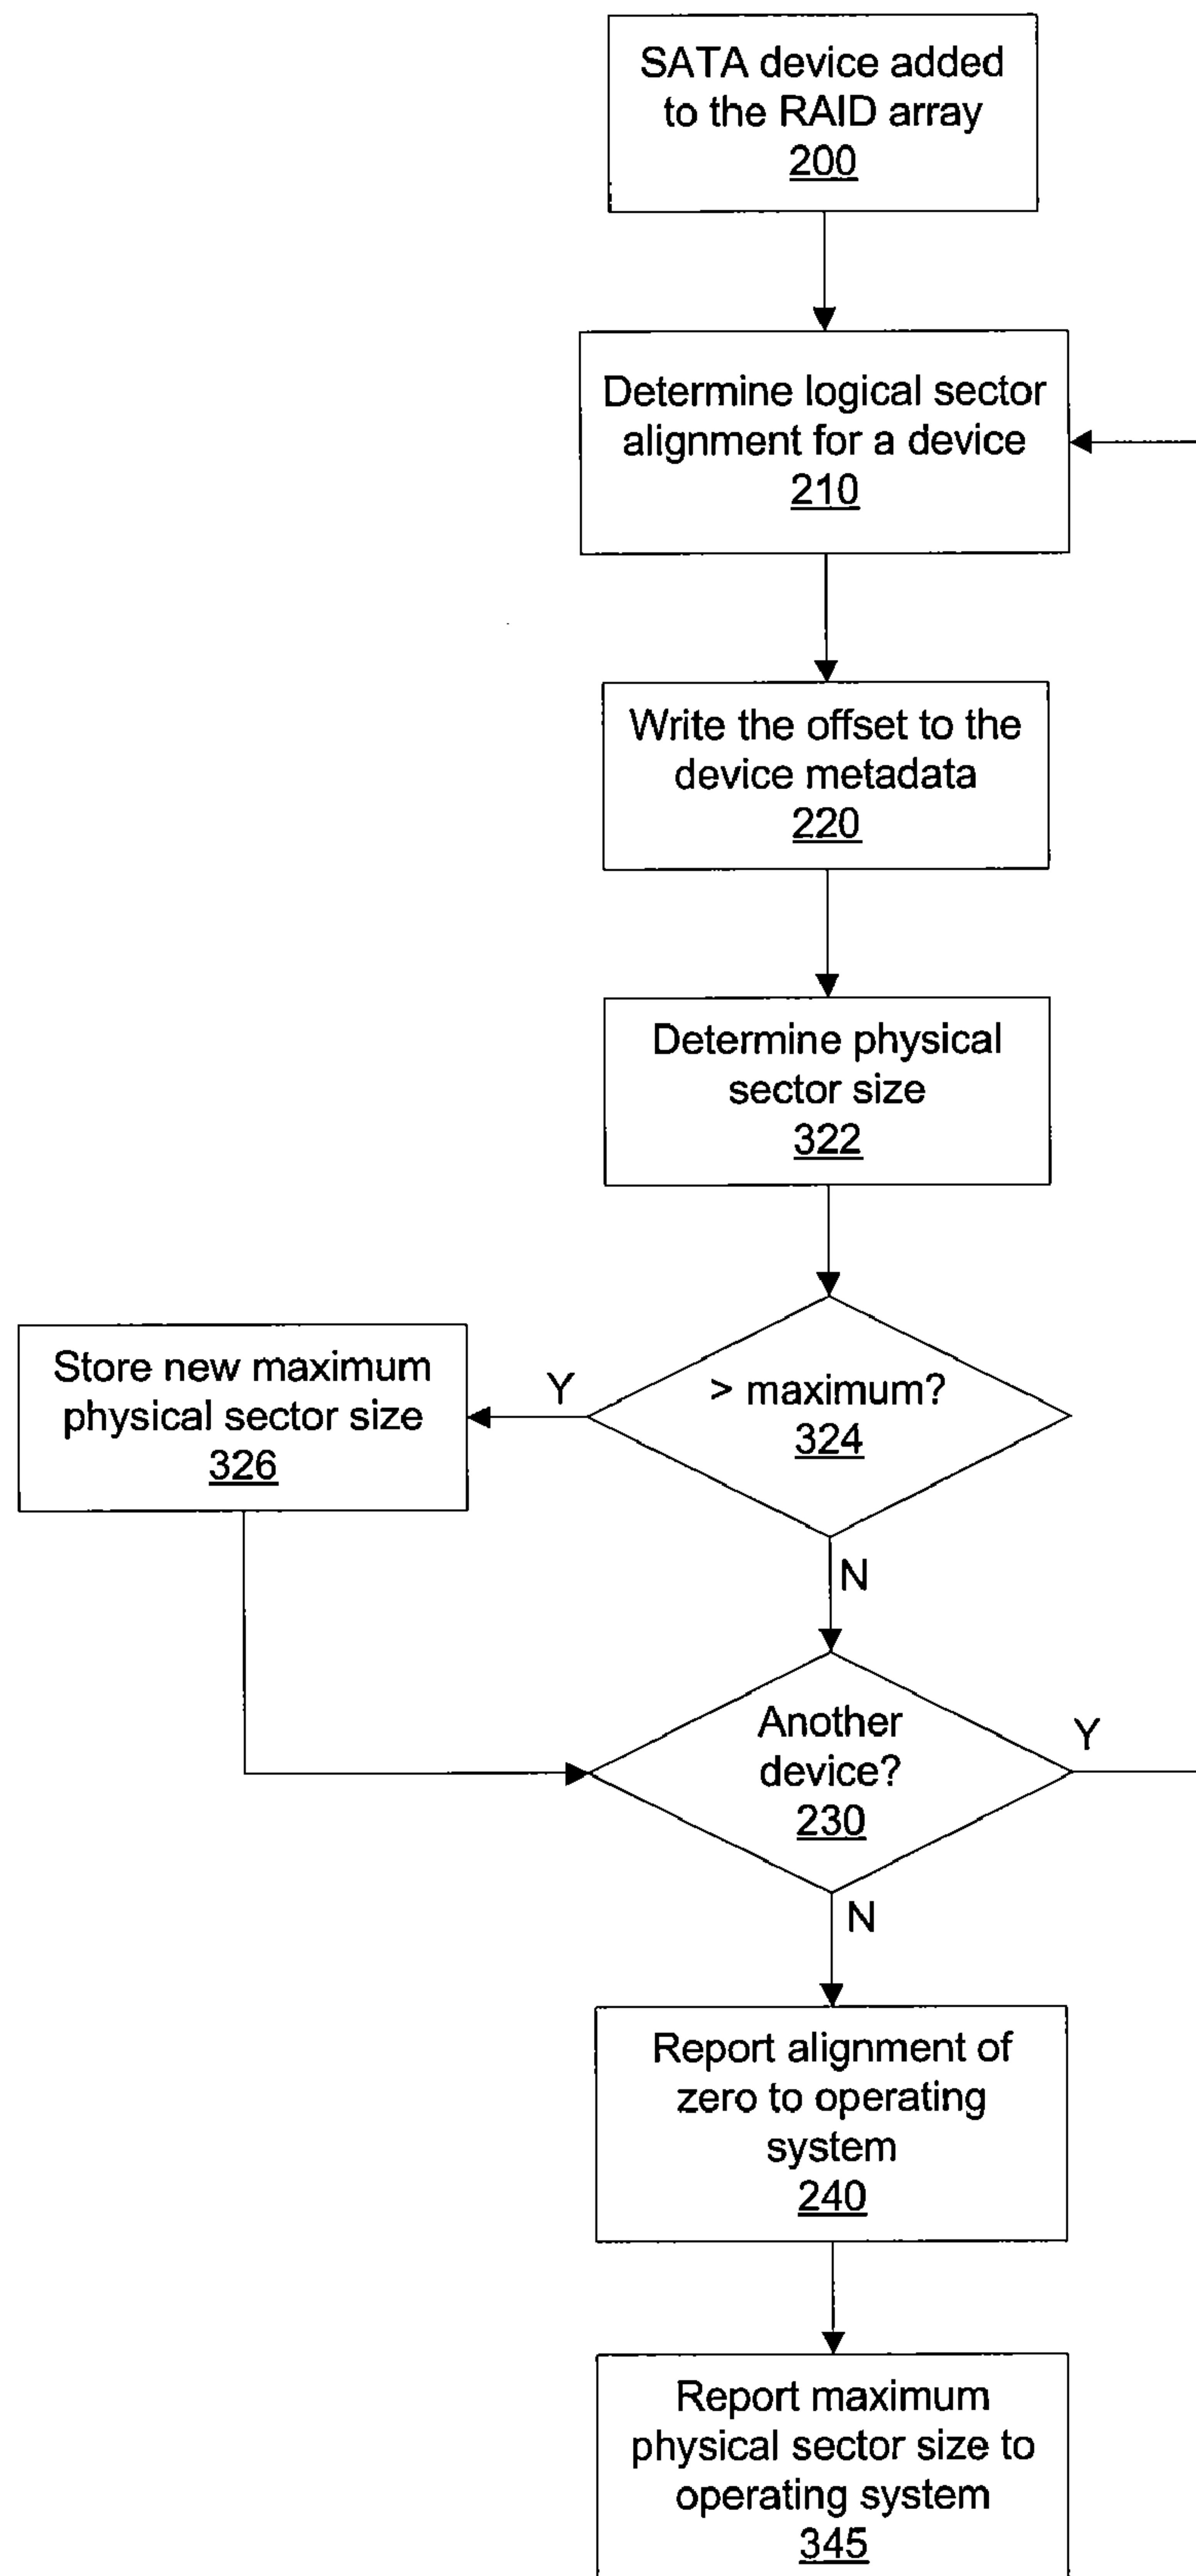 SATA device added
to the RAID array
200
Determine logical sector
alignment for a device
210
Write the offset to the
device metadata
220
Determine physical
sector size
322
> maximum?
324
Y
N
Store new maximum
physical sector size
326
Another
device?
230
Y
N
Report alignment of
zero to operating
system
240
Report maximum
physical sector size to
operating system
345